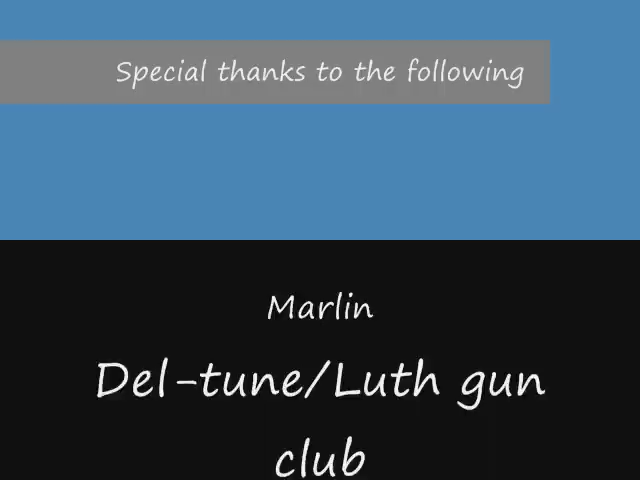 Special thanks to the following
Marlin
Del-tune/Luth gun
club